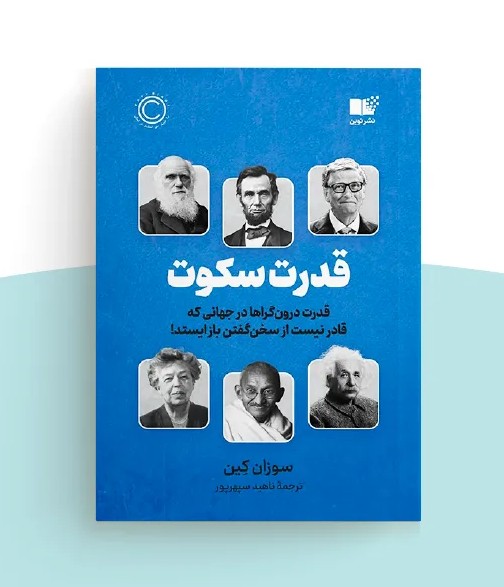 نشر نوین
قدرت سکوت
قدرت درون‌گراها در جهانی که
قادر نیست از سخن‌گفتن باز ایستد!
سوزان کِین
ترجمهٔ ناهید سپهرپور